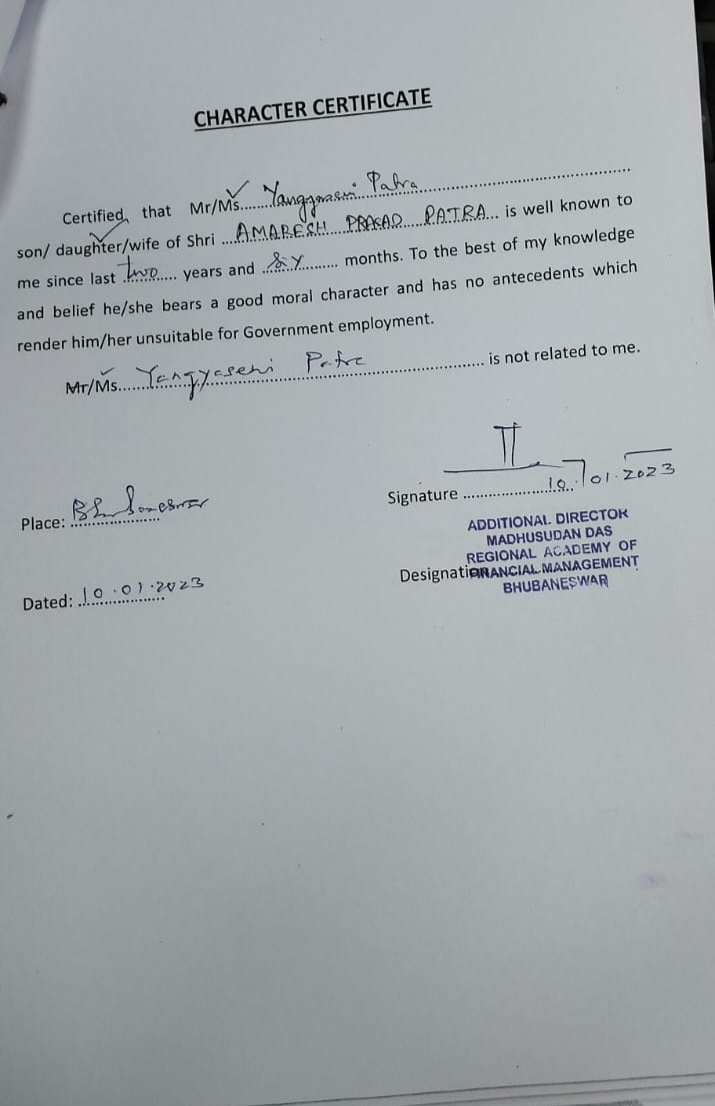 CHARACTER CERTIFICATE
Certified, that Mr/Ms....... Patra
son/ daughter/wife of Shri .... AMARESH PRASAD PATRA... is well known to
me since last two years and ... six ... months. To the best of my knowledge
and belief he/she bears a good moral character and has no antecedents which
render him/her unsuitable for Government employment.
Mr/Ms...... Yangyaseni Patra is not related to me.
Signature .................... 10.01.2023
Place: Bhubaneswar
ADDITIONAL DIRECTOR
MADHUSUDAN DAS
REGIONAL ACADEMY OF
Designati FINANCIAL MANAGEMENT
BHUBANESWAR
Dated: 10.01.2023